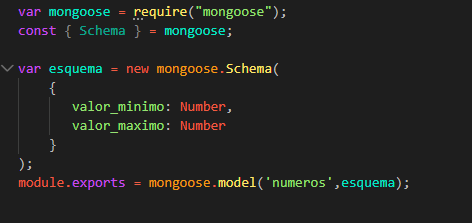 var mongoose = require("mongoose");
const { Schema } = mongoose;
var esquema = new mongoose.Schema(
{
valor_minimo: Number,
valor_maximo: Number
}
);
module.exports = mongoose.model('numeros',esquema);